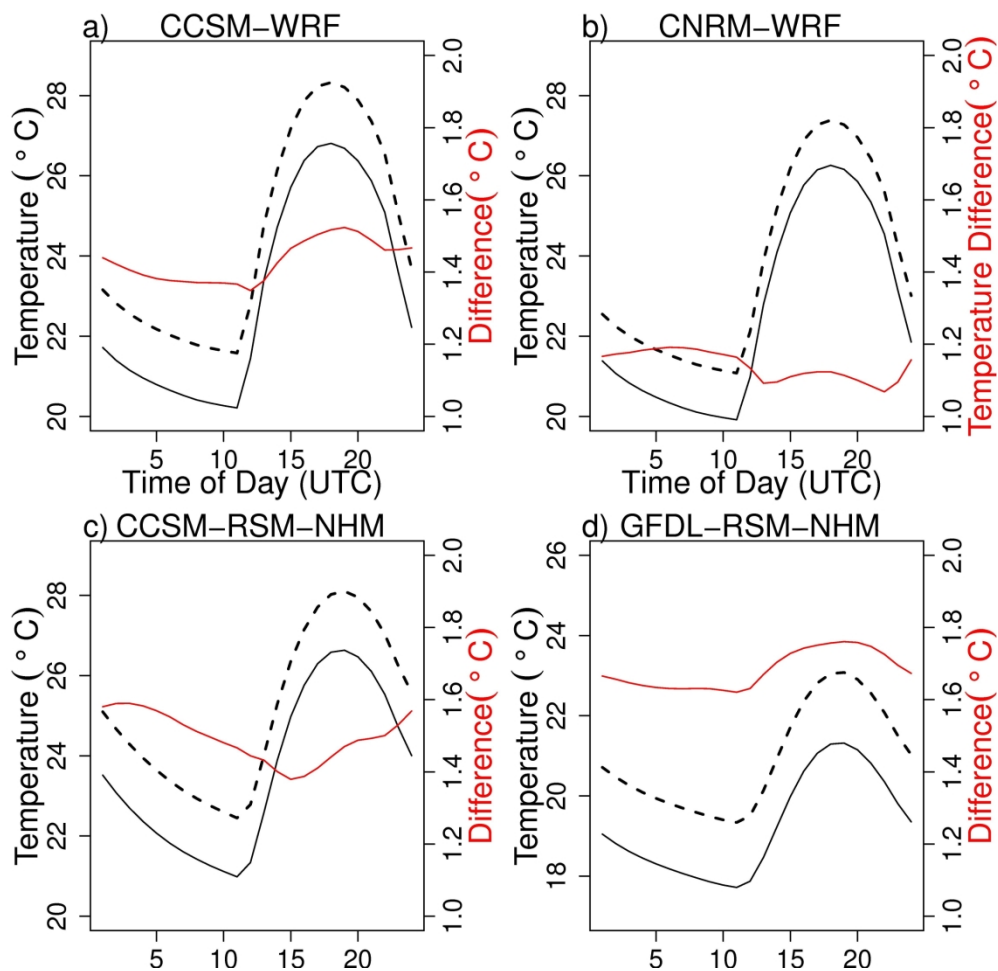 a) CCSM−WRF
Temperature ( ° C)
28
26
24
22
20
2.0
1.8
1.6
1.4
1.2
1.0
Difference( ° C)
5 10 15 20
Time of Day (UTC)
b) CNRM−WRF
Temperature ( ° C)
28
26
24
22
20
2.0
1.8
1.6
1.4
1.2
1.0
Temperature Difference( ° C)
5 10 15 20
c) CCSM−RSM−NHM
Temperature ( ° C)
28
26
24
22
20
2.0
1.8
1.6
1.4
1.2
1.0
Difference( ° C)
5 10 15 20
d) GFDL−RSM−NHM
Temperature ( ° C)
26
24
22
20
18
2.0
1.8
1.6
1.4
1.2
1.0
Difference( ° C)
5 10 15 20